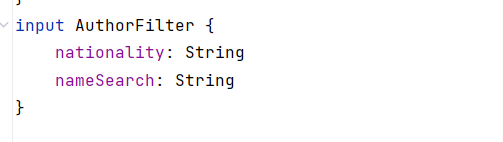 }
input AuthorFilter {
    nationality: String
    nameSearch: String
}